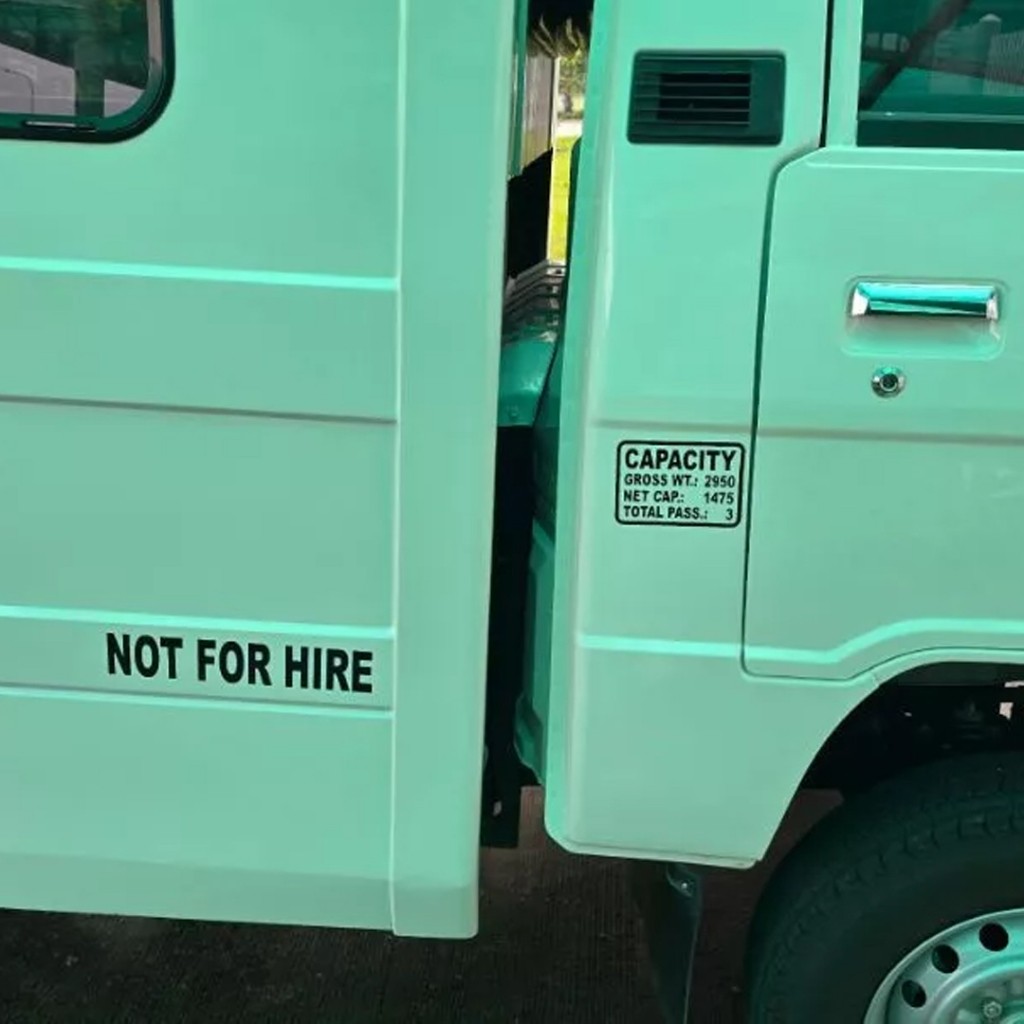 NOT FOR HIRE
CAPACITY
GROSS WT.: 2950
NET CAP.: 1475
TOTAL PASS.: 3